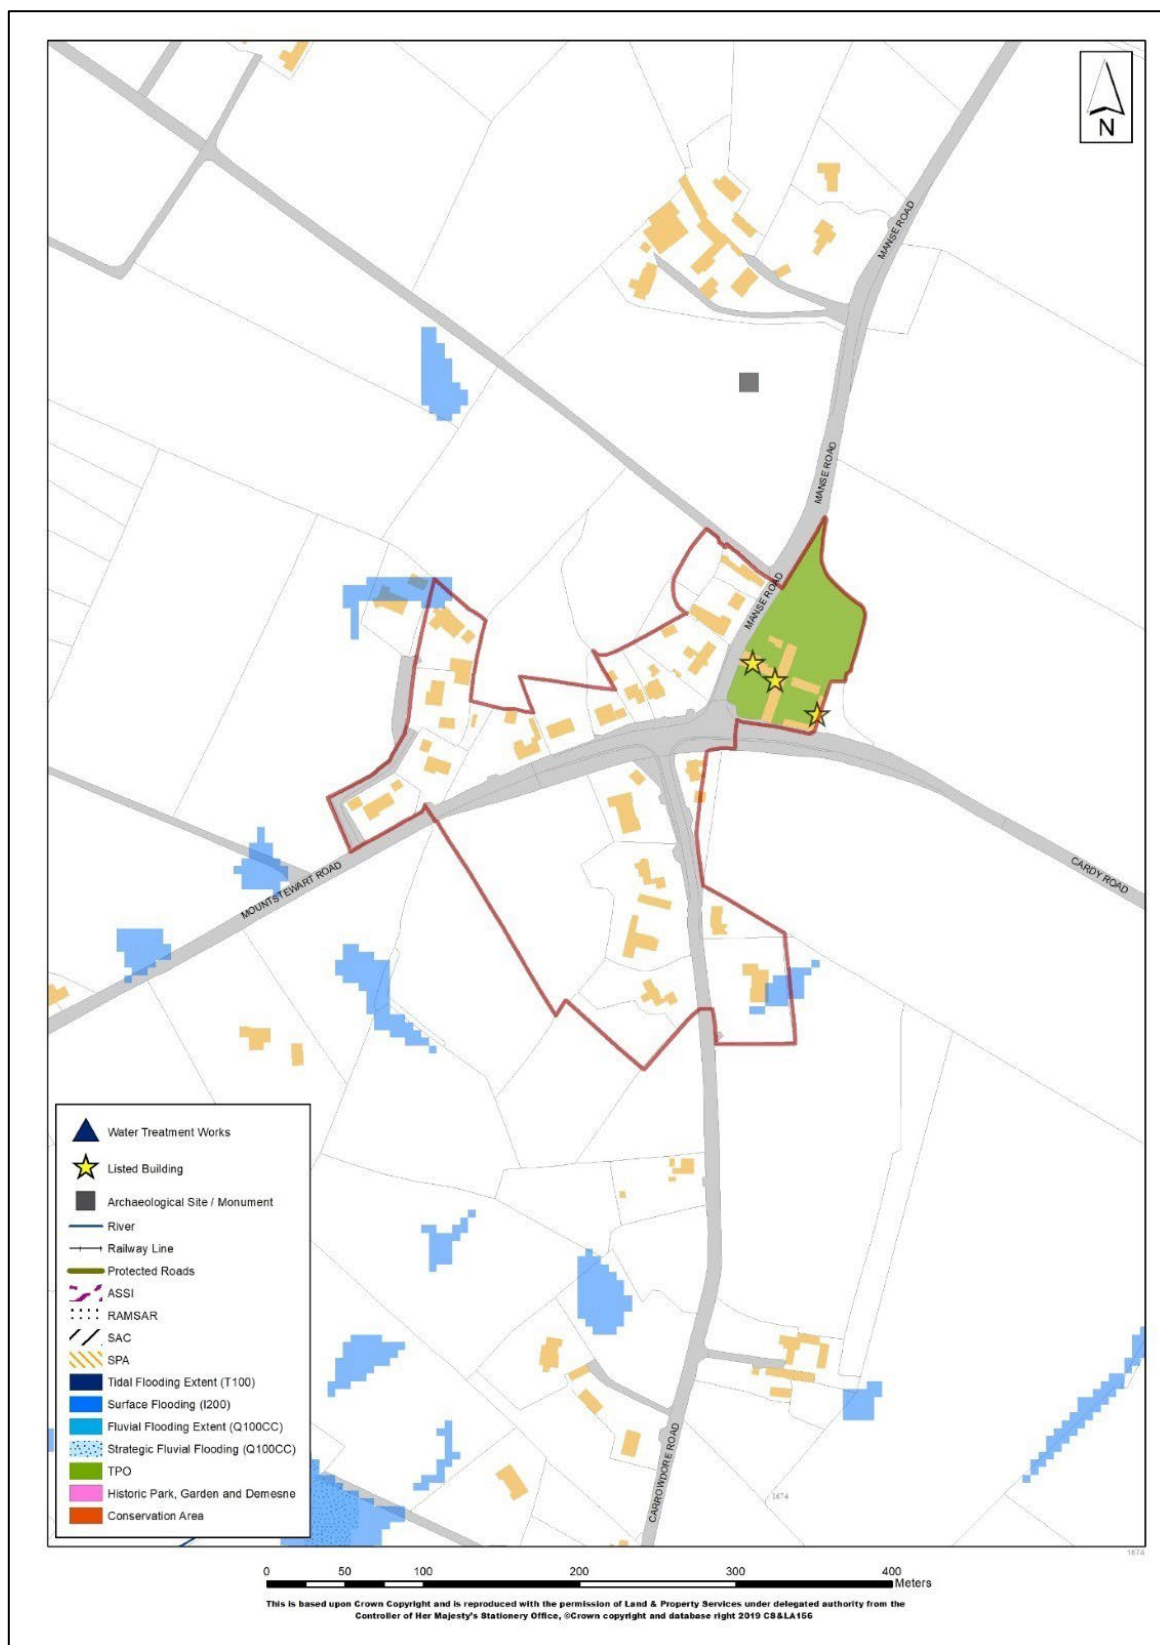 N
MANSE ROAD
MANSE ROAD
MANSE ROAD
MOUNTSTEWART ROAD
CARDY ROAD
CARROWDORE ROAD
1674
Water Treatment Works
Listed Building
Archaeological Site / Monument
River
Railway Line
Protected Roads
ASSI
RAMSAR
SAC
SPA
Tidal Flooding Extent (T100)
Surface Flooding (I200)
Fluvial Flooding Extent (Q100CC)
Strategic Fluvial Flooding (Q100CC)
TPO
Historic Park, Garden and Demesne
Conservation Area
1674
0 50 100 200 300 400
Meters
This is based upon Crown Copyright and is reproduced with the permission of Land & Property Services under delegated authority from the
Controller of Her Majesty's Stationery Office, ©Crown copyright and database right 2019 CS&LA156